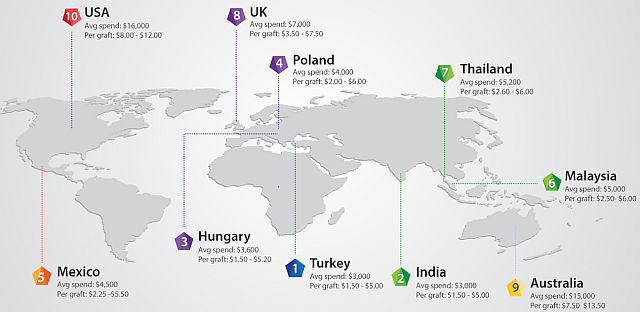 10 USA
Avg spend: $16,000
Per graft: $8.00 - $12.00
8 UK
Avg spend: $7,000
Per graft: $3.50 - $7.50
4 Poland
Avg spend: $4,000
Per graft: $2.00 - $6.00
7 Thailand
Avg spend: $5,200
Per graft: $2.60 - $6.00
6 Malaysia
Avg spend: $5,000
Per graft: $2.50- $6.00
3 Hungary
Avg spend: $3,600
Per graft: $1.50 - $5.20
5 Mexico
Avg spend: $4,500
Per graft: $2.25 -$5.50
1 Turkey
Avg spend: $3,000
Per graft: $1.50 - $5.00
2 India
Avg spend: $3,000
Per graft: $1.50 - $5.00
9 Australia
Avg spend: $15,000
Per graft: $7.50 $13.50